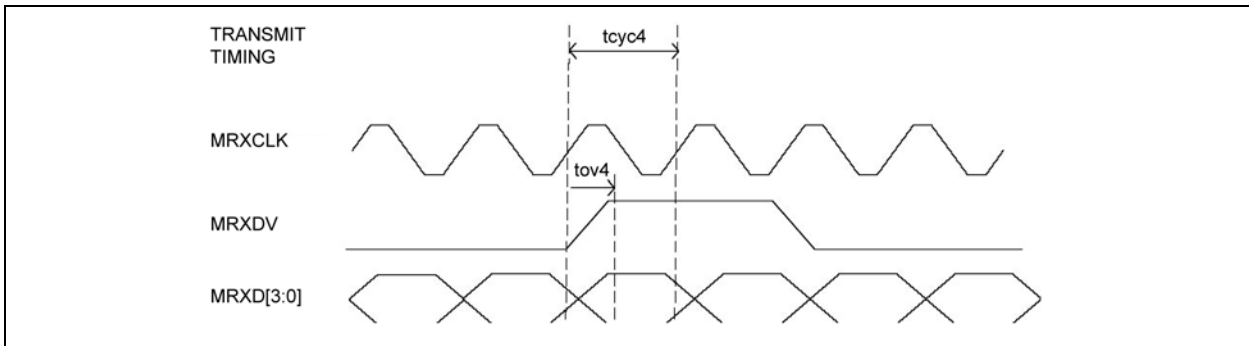 TRANSMIT
TIMING
tcyc4
MRXCLK
tov4
MRXDV
MRXD[3:0]